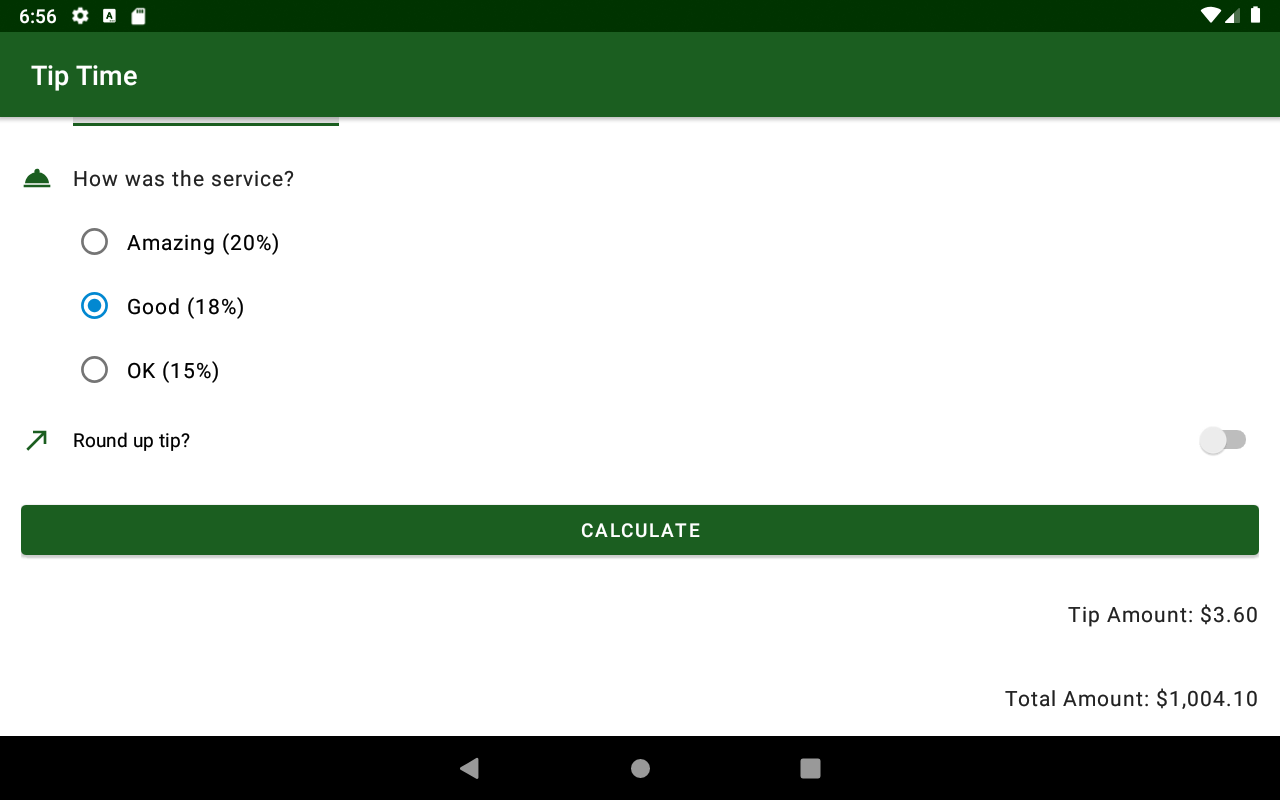 6:56
Tip Time
How was the service?
Amazing (20%)
Good (18%)
OK (15%)
Round up tip?
CALCULATE
Tip Amount: $3.60
Total Amount: $1,004.10